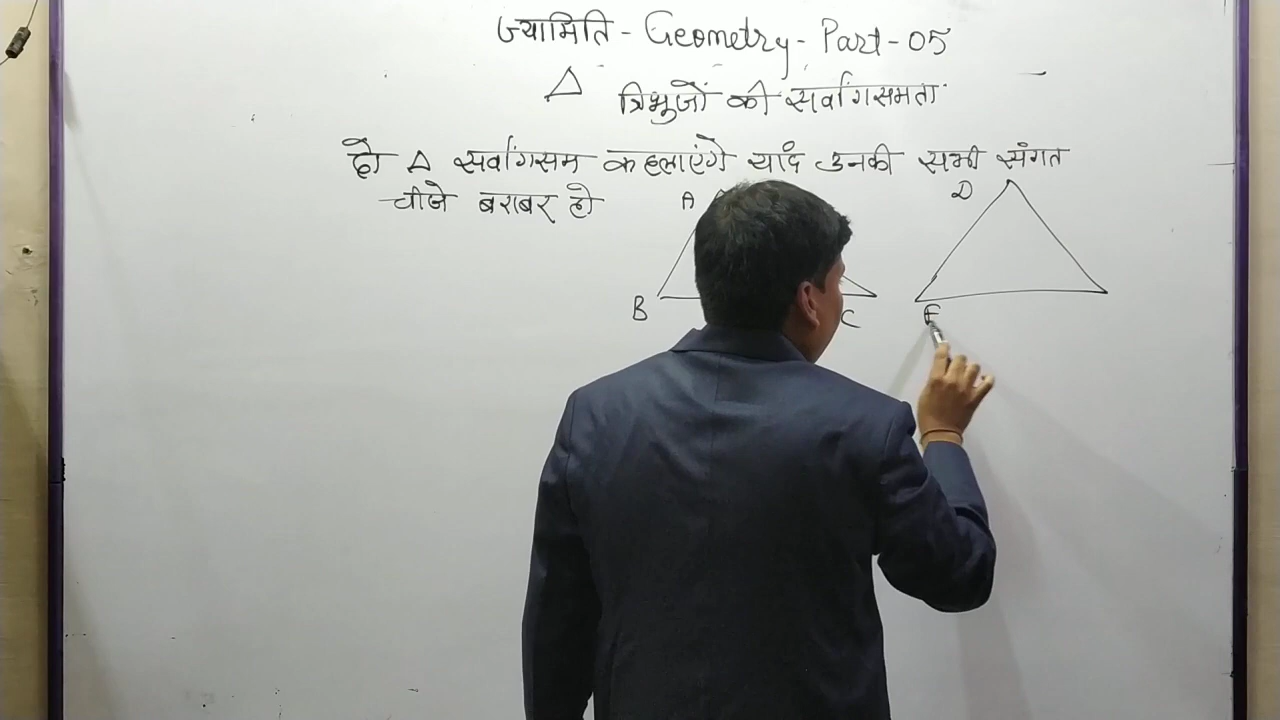 ज्यामिति - Geometry - Part - 05
△ त्रिभुजों की सर्वांगसमता
दो △ सर्वांगसम कहलाएंगे यदि उनकी सभी संगत
चीजे बराबर हो
A
D
B
C
E